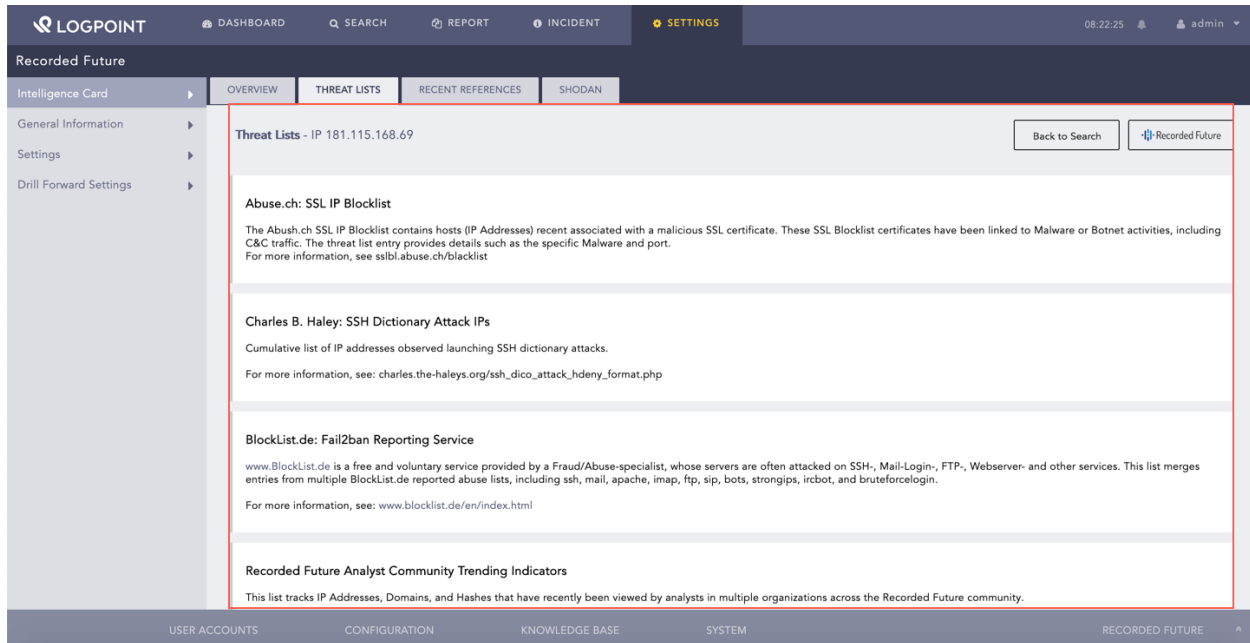 LOGPOINT
DASHBOARD
SEARCH
REPORT
INCIDENT
SETTINGS
08:22:25
admin
Recorded Future
Intelligence Card
General Information
Settings
Drill Forward Settings
OVERVIEW
THREAT LISTS
RECENT REFERENCES
SHODAN
Threat Lists - IP 181.115.168.69
Back to Search
Recorded Future
Abuse.ch: SSL IP Blocklist
The Abush.ch SSL IP Blocklist contains hosts (IP Addresses) recent associated with a malicious SSL certificate. These SSL Blocklist certificates have been linked to Malware or Botnet activities, including
C&C traffic. The threat list entry provides details such as the specific Malware and port.
For more information, see sslbl.abuse.ch/blacklist
Charles B. Haley: SSH Dictionary Attack IPs
Cumulative list of IP addresses observed launching SSH dictionary attacks.
For more information, see: charles.the-haleys.org/ssh_dico_attack_hdeny_format.php
BlockList.de: Fail2ban Reporting Service
www.BlockList.de is a free and voluntary service provided by a Fraud/Abuse-specialist, whose servers are often attacked on SSH-, Mail-Login-, FTP-, Webserver- and other services. This list merges
entries from multiple BlockList.de reported abuse lists, including ssh, mail, apache, imap, ftp, sip, bots, strongips, ircbot, and bruteforcelogin.
For more information, see: www.blocklist.de/en/index.html
Recorded Future Analyst Community Trending Indicators
This list tracks IP Addresses, Domains, and Hashes that have recently been viewed by analysts in multiple organizations across the Recorded Future community.
USER ACCOUNTS
CONFIGURATION
KNOWLEDGE BASE
SYSTEM
RECORDED FUTURE